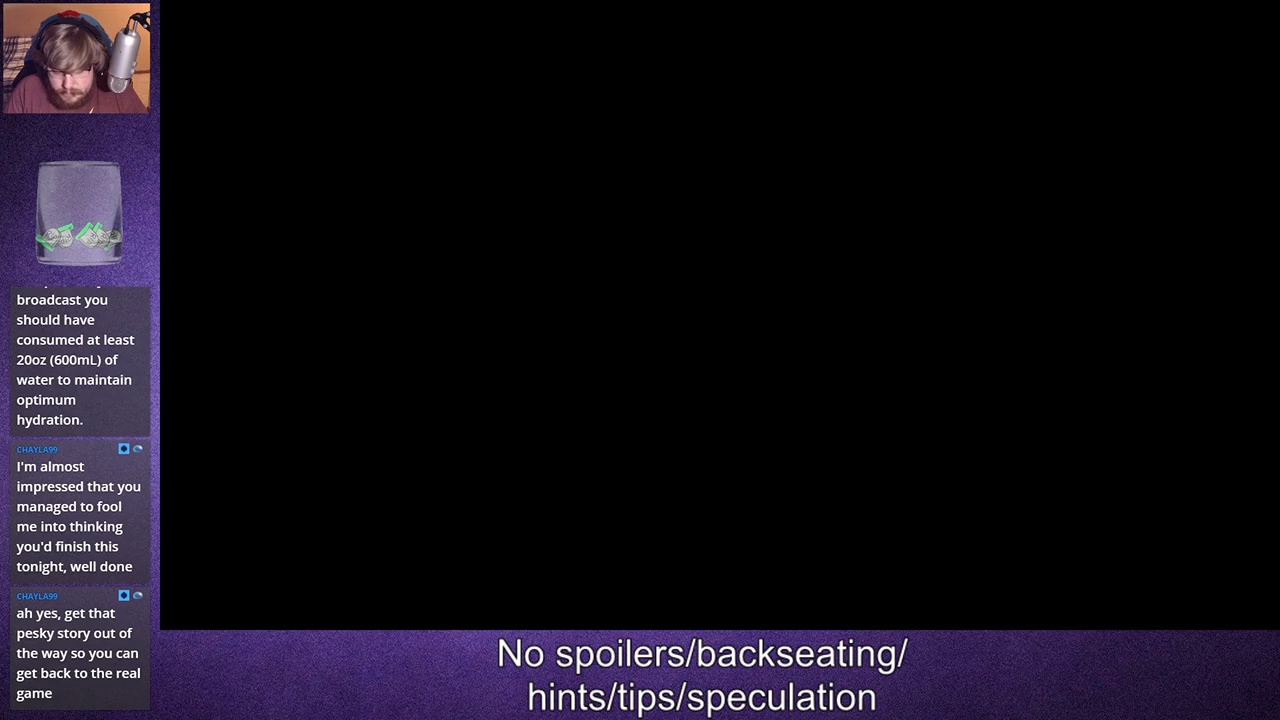 broadcast you
should have
consumed at least
20oz (600mL) of
water to maintain
optimum
hydration.
CHAYLA99
I'm almost
impressed that you
managed to fool
me into thinking
you'd finish this
tonight, well done
CHAYLA99
ah yes, get that
pesky story out of
the way so you can
get back to the real
game
No spoilers/backseating/
hints/tips/speculation